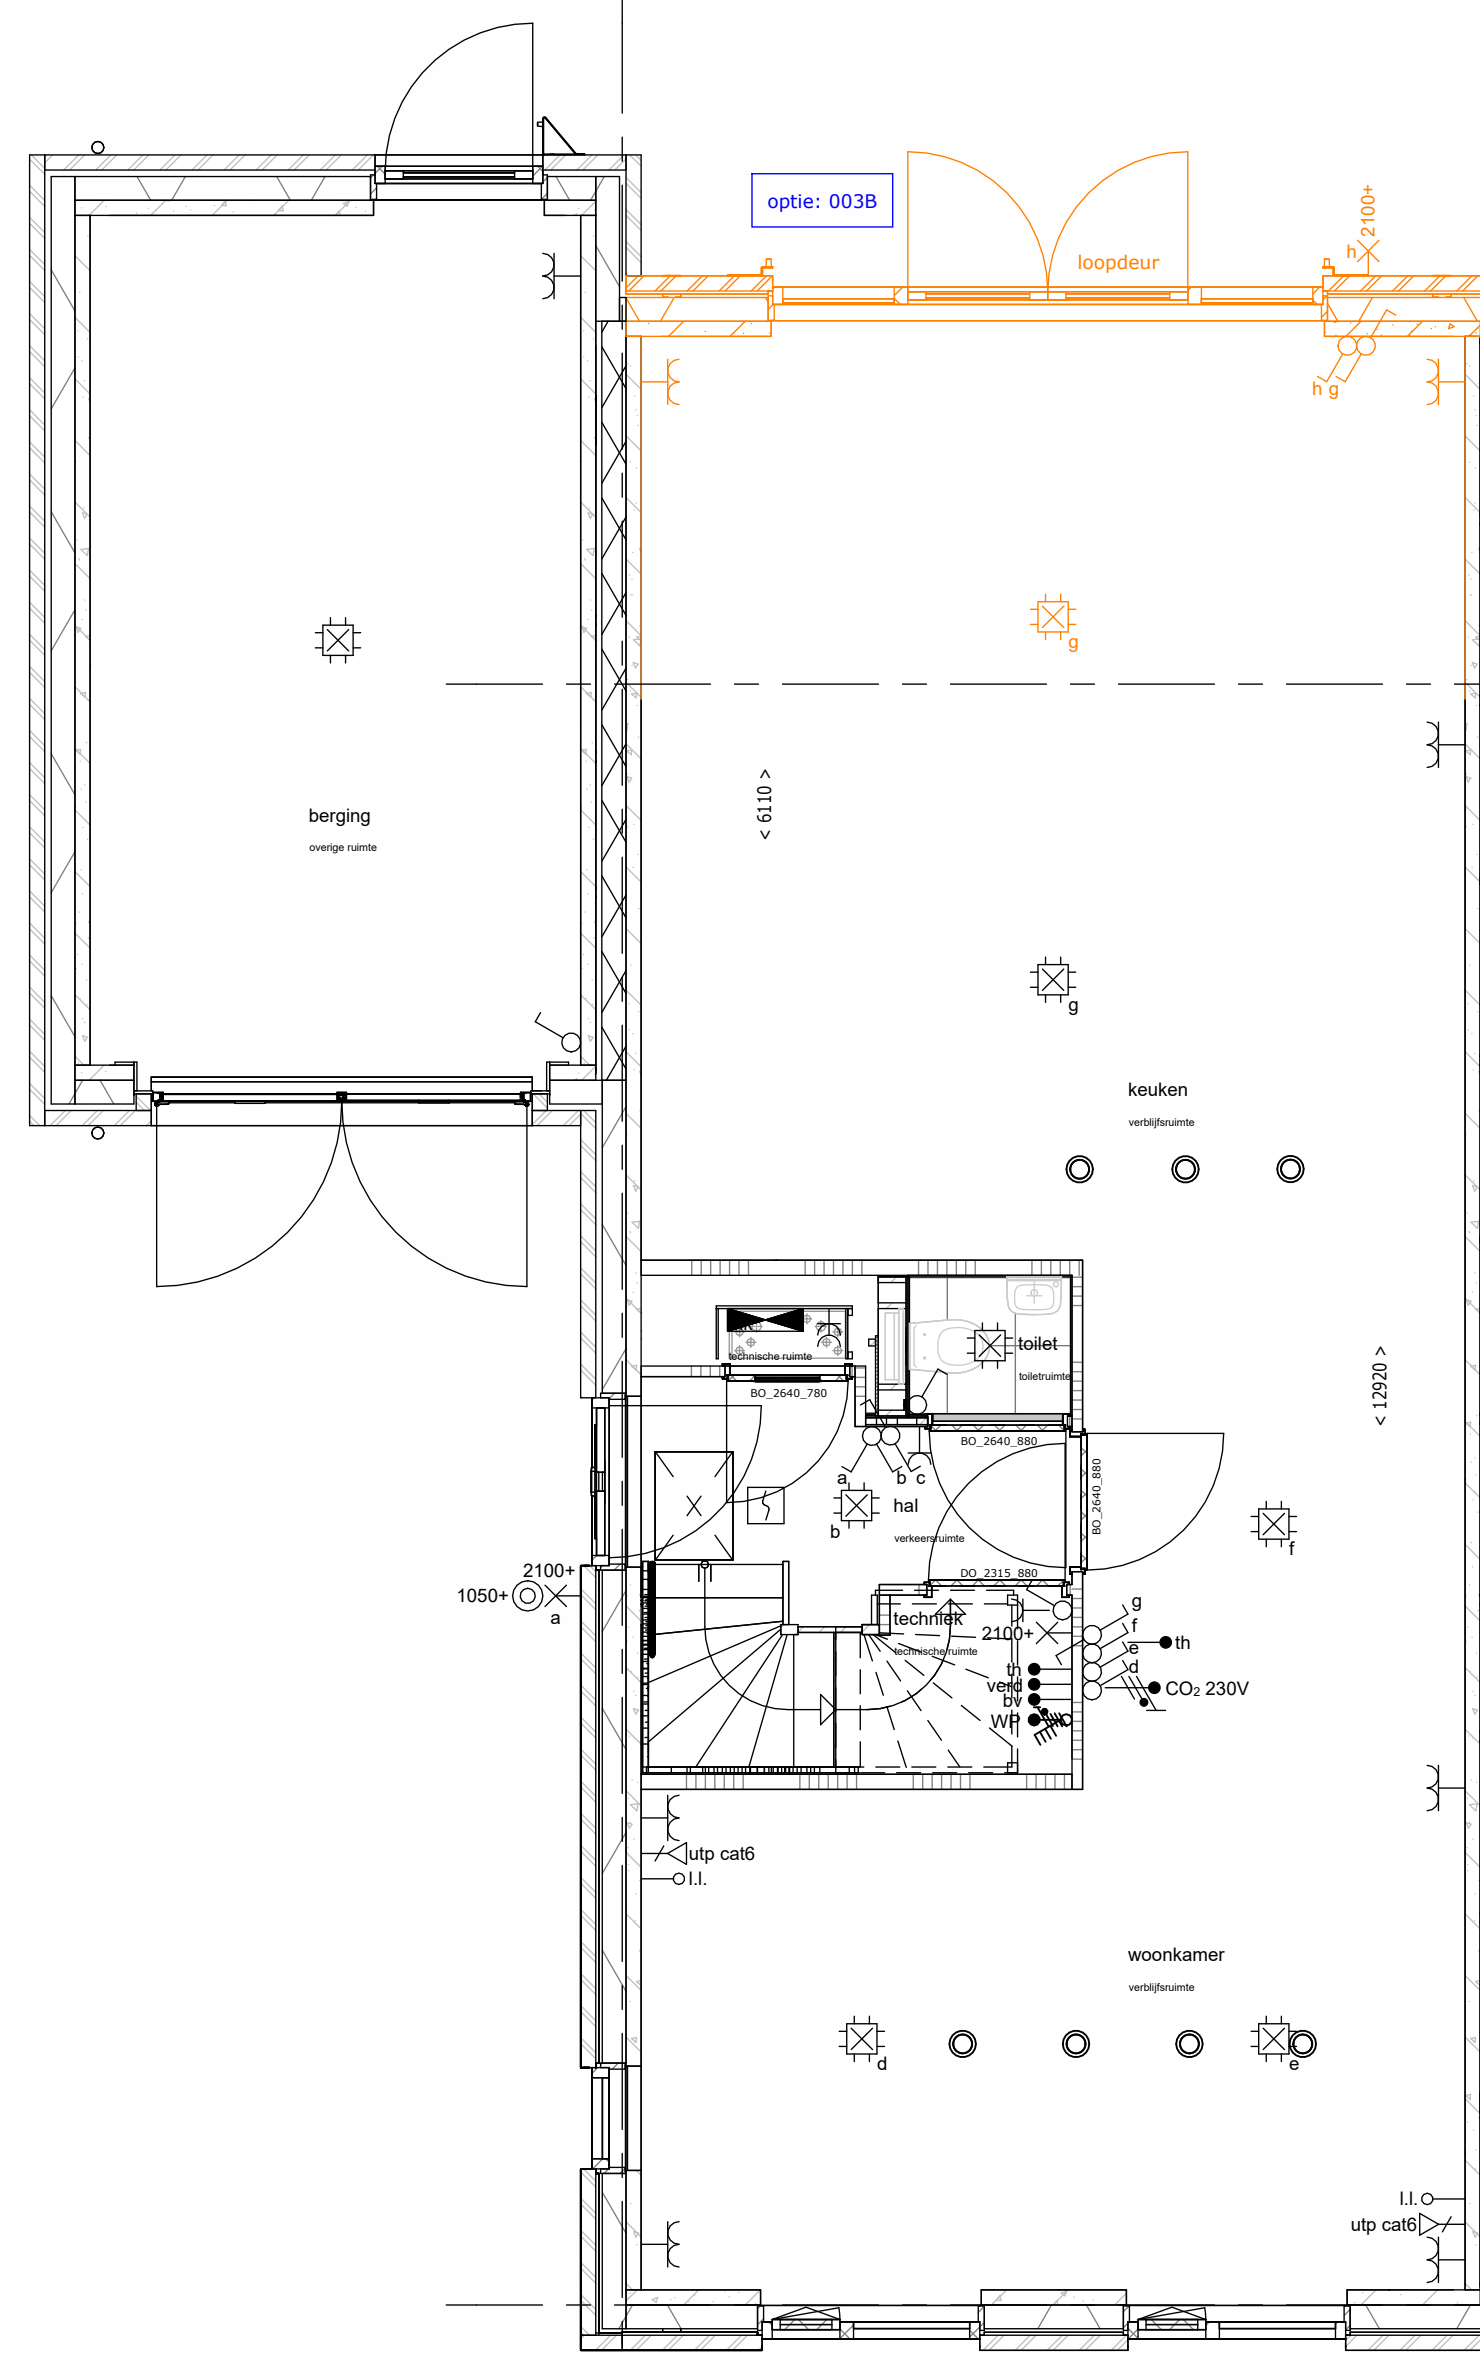 optie: 003B
loopdeur
h
2100+
h g
g
< 6110 >
berging
overige ruimte
g
keuken
verblijfsruimte
toilet
toiletruimte
technische ruimte
BO_2640_780
BO_2640_880
BO_2640_880
< 12920 >
a
b
c
b
hal
verkeersruimte
f
DO_2315_880
2100+
1050+
a
techniek
technische ruimte
2100+
g
f
e
d
th
CO₂ 230V
th
verd
bv
WP
utp cat6
l.l.
woonkamer
verblijfsruimte
d
e
l.l.
utp cat6